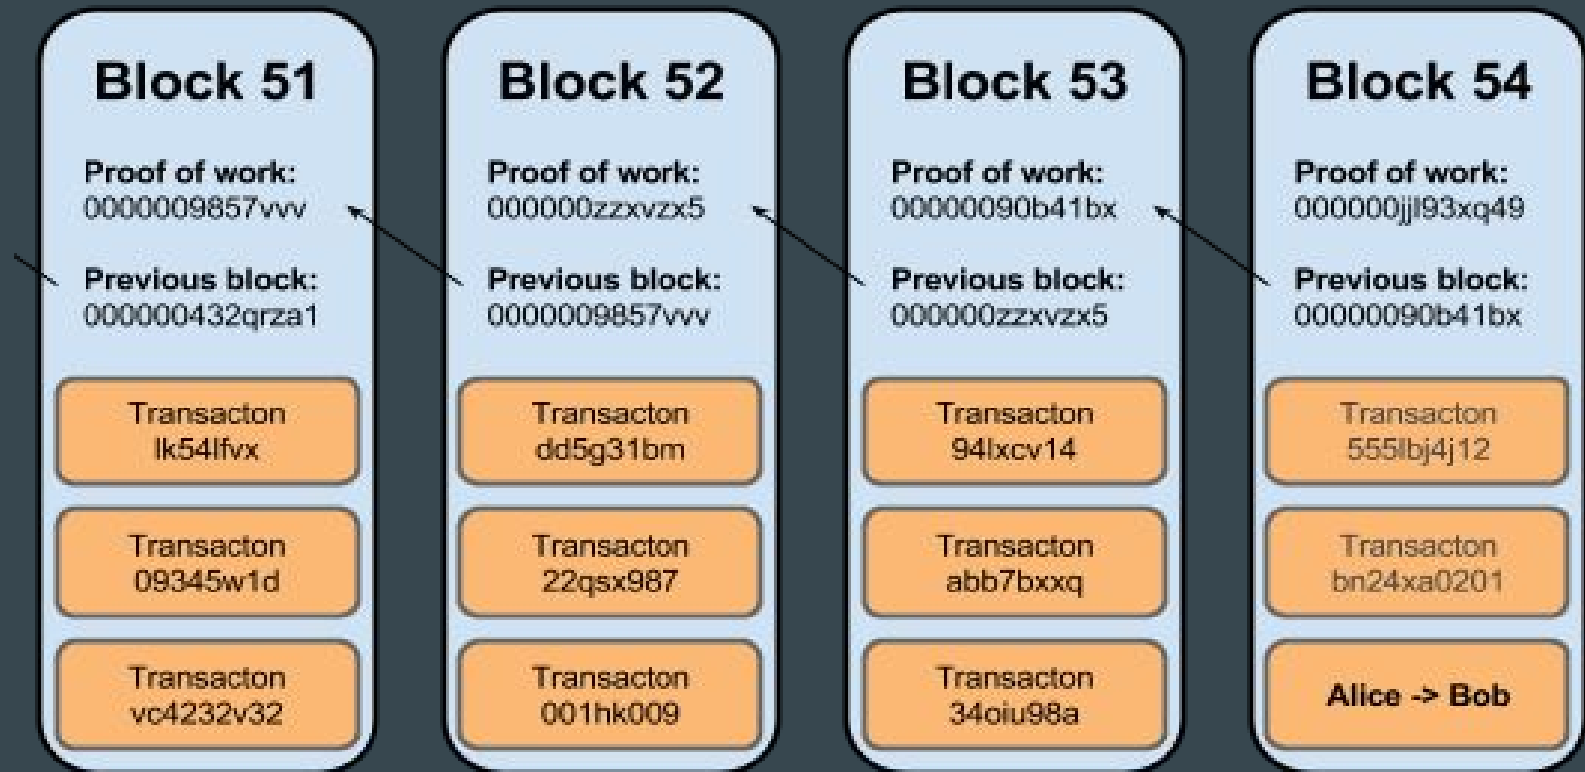 Block 51
Proof of work:
0000009857vvv
Previous block:
000000432qrza1
Transacton
lk54lfvx
Transacton
09345w1d
Transacton
vc4232v32
Block 52
Proof of work:
000000zzxvzx5
Previous block:
0000009857vvv
Transacton
dd5g31bm
Transacton
22qsx987
Transacton
001hk009
Block 53
Proof of work:
00000090b41bx
Previous block:
000000zzxvzx5
Transacton
94lxcv14
Transacton
abb7bxxq
Transacton
34oiu98a
Block 54
Proof of work:
000000jjl93xq49
Previous block:
00000090b41bx
Transacton
555lbj4j12
Transacton
bn24xa0201
Alice -> Bob